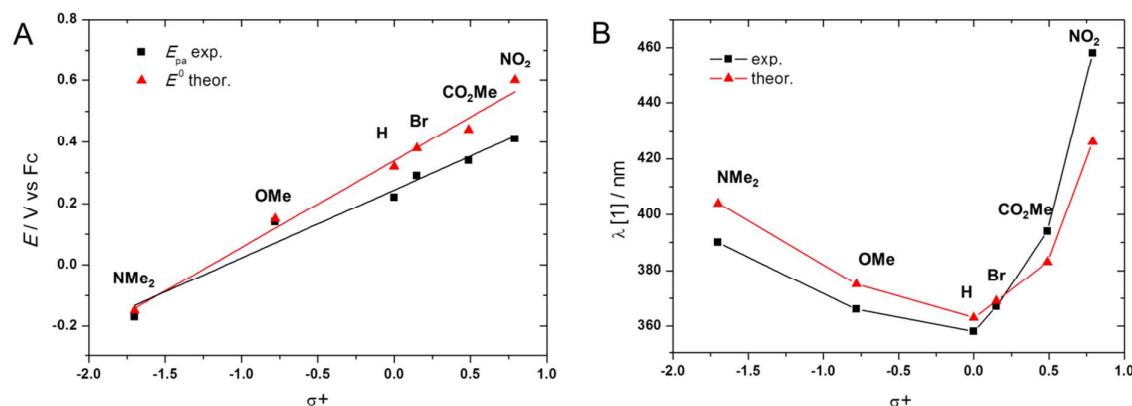 A
E_pa exp.
E^0 theor.
NO₂
CO₂Me
Br
H
OMe
NMe₂
0.8
0.6
0.4
0.2
0.0
-0.2
E / V vs Fc
-2.0 -1.5 -1.0 -0.5 0.0 0.5 1.0
σ+
B
exp.
theor.
NO₂
NMe₂
CO₂Me
OMe
Br
H
460
440
420
400
380
360
λ [1] / nm
-2.0 -1.5 -1.0 -0.5 0.0 0.5 1.0
σ+